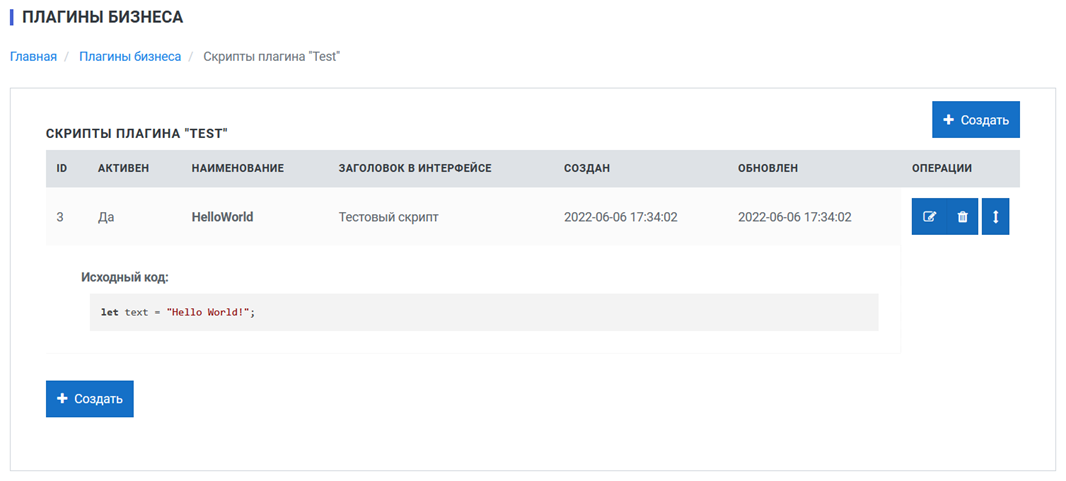 ПЛАГИНЫ БИЗНЕСА
Главная / Плагины бизнеса / Скрипты плагина "Test"
Создать
СКРИПТЫ ПЛАГИНА "TEST"
ID АКТИВЕН НАИМЕНОВАНИЕ ЗАГОЛОВОК В ИНТЕРФЕЙСЕ СОЗДАН ОБНОВЛЕН ОПЕРАЦИИ
3 Да HelloWorld Тестовый скрипт 2022-06-06 17:34:02 2022-06-06 17:34:02
Исходный код:
let text = "Hello World!";
Создать